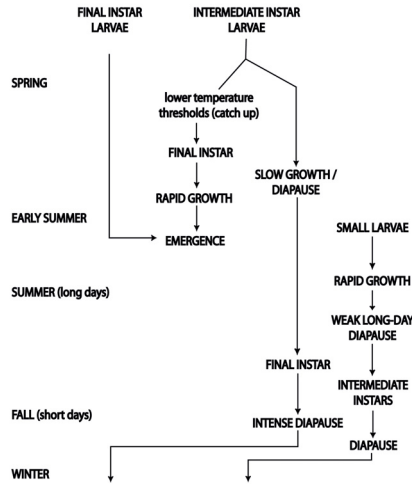 FINAL INSTAR
LARVAE
INTERMEDIATE INSTAR
LARVAE
SPRING
lower temperature
thresholds (catch up)
FINAL INSTAR
SLOW GROWTH /
DIAPAUSE
RAPID GROWTH
EARLY SUMMER
SMALL LARVAE
EMERGENCE
RAPID GROWTH
SUMMER (long days)
WEAK LONG-DAY
DIAPAUSE
FINAL INSTAR
INTERMEDIATE
INSTARS
FALL (short days)
INTENSE DIAPAUSE
DIAPAUSE
WINTER